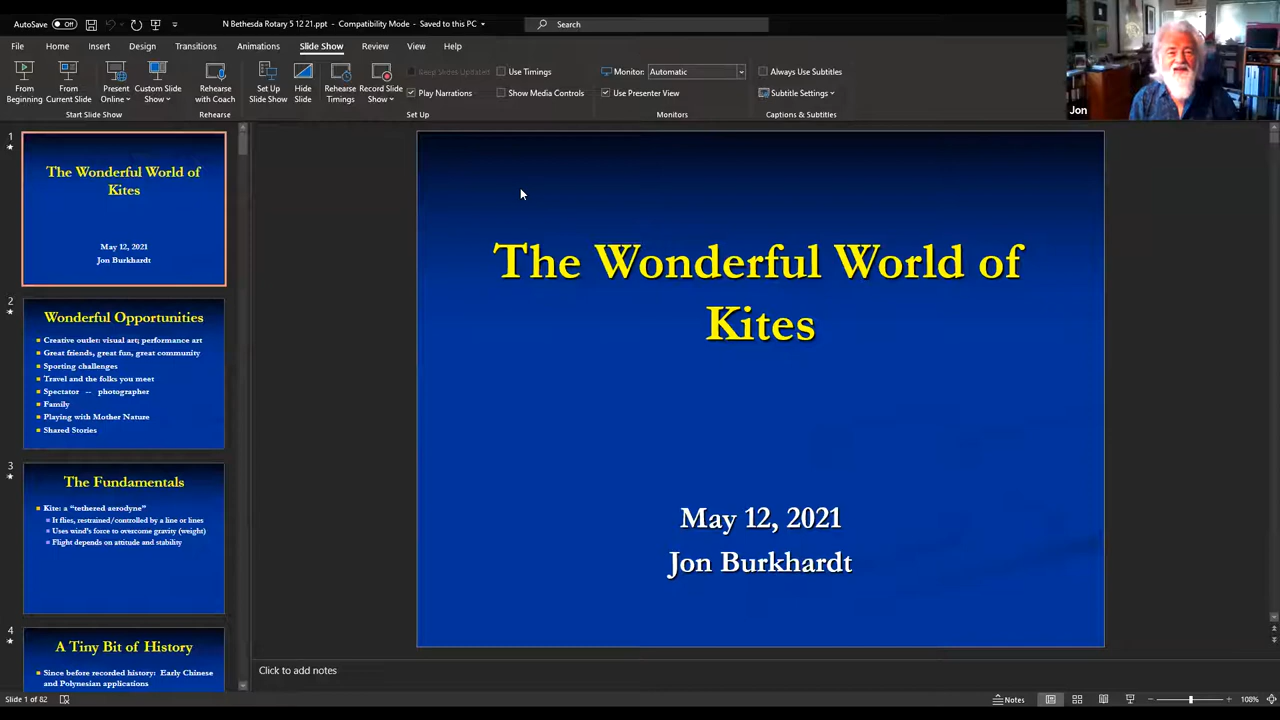 AutoSave Off N Bethesda Rotary 5 12 21.ppt - Compatibility Mode - Saved to this PC Search
File Home Insert Design Transitions Animations Slide Show Review View Help
From Beginning
From Current Slide
Present Online
Custom Slide Show
Start Slide Show
Rehearse with Coach
Rehearse
Set Up Slide Show
Hide Slide
Rehearse Timings
Record Slide Show
Keep Slides Updated
Play Narrations
Use Timings
Show Media Controls
Set Up
Monitor: Automatic
Use Presenter View
Monitors
Always Use Subtitles
Subtitle Settings
Captions & Subtitles
Jon
1
The Wonderful World of
Kites
May 12, 2021
Jon Burkhardt
2
Wonderful Opportunities
Creative outlet: visual art; performance art
Great friends, great fun, great community
Sporting challenges
Travel and the folks you meet
Spectator -- photographer
Family
Playing with Mother Nature
Shared Stories
3
The Fundamentals
Kite: a “tethered aerodyne”
It flies, restrained/controlled by a line or lines
Uses wind's force to overcome gravity (weight)
Flight depends on attitude and stability
4
A Tiny Bit of History
Since before recorded history: Early Chinese
and Polynesian applications
The Wonderful World of
Kites
May 12, 2021
Jon Burkhardt
Click to add notes
Slide 1 of 82 Notes 108%